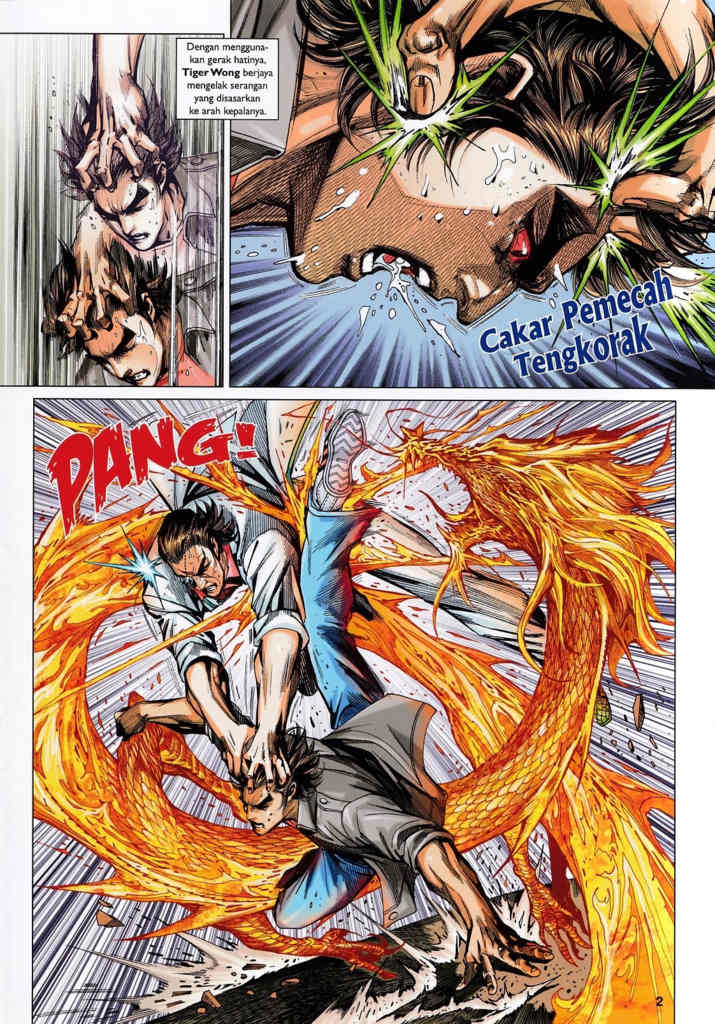 Dengan mengguna-
kan gerak hatinya,
Tiger Wong berjaya
mengelak serangan
yang disasarkan
ke arah kepalanya.
Cakar Pemecah
Tengkorak
PANG!
2